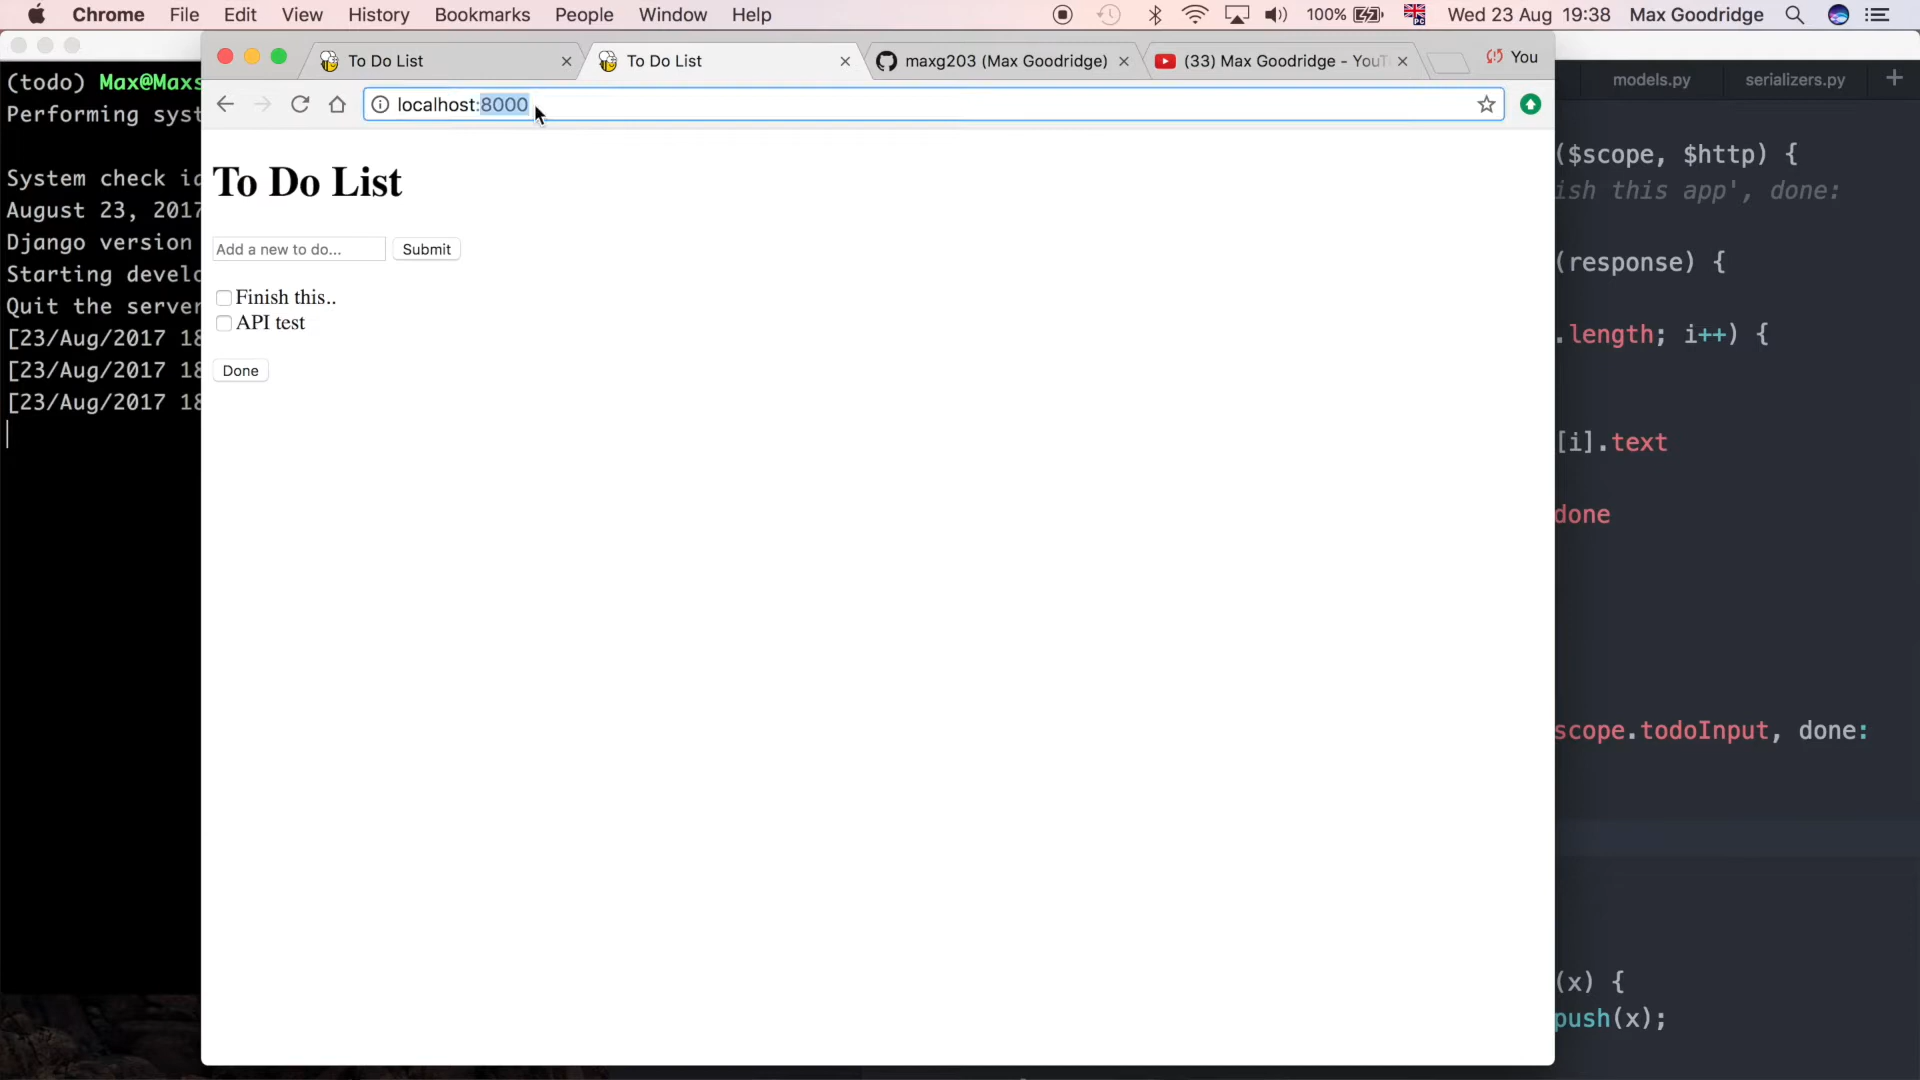 Chrome File Edit View History Bookmarks People Window Help 100% Wed 23 Aug 19:38 Max Goodridge
To Do List To Do List maxg203 (Max Goodridge) (33) Max Goodridge - YouT You
localhost:8000
(todo) Max@Maxs
Performing syst
System check id
August 23, 2017
Django version
Starting develo
Quit the server
[23/Aug/2017 18
[23/Aug/2017 18
[23/Aug/2017 18
To Do List
Add a new to do... Submit
Finish this..
API test
Done
models.py serializers.py
($scope, $http) {
ish this app', done:
(response) {
.length; i++) {
[i].text
done
scope.todoInput, done:
(x) {
push(x);